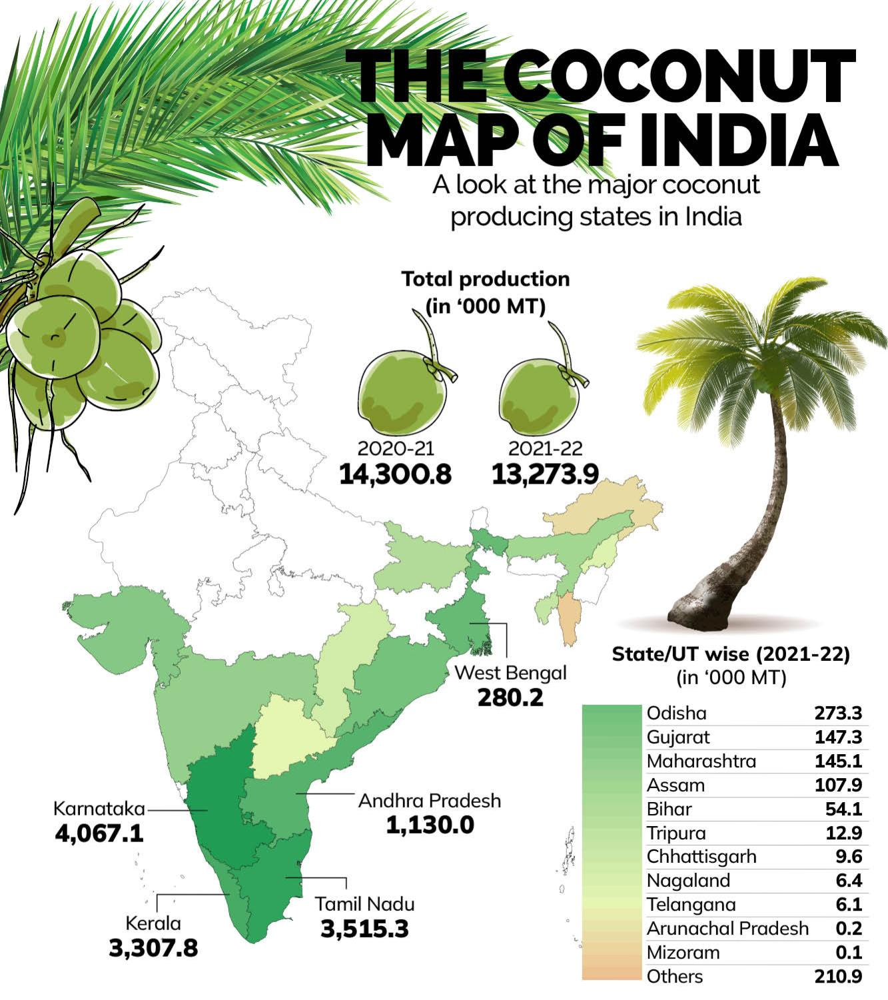 THE COCONUT
MAP OF INDIA
A look at the major coconut
producing states in India
Total production
(in ‘000 MT)
2020-21
14,300.8
2021-22
13,273.9
West Bengal
280.2
Andhra Pradesh
1,130.0
Karnataka
4,067.1
Tamil Nadu
3,515.3
Kerala
3,307.8
State/UT wise (2021-22)
(in ‘000 MT)
Odisha 273.3
Gujarat 147.3
Maharashtra 145.1
Assam 107.9
Bihar 54.1
Tripura 12.9
Chhattisgarh 9.6
Nagaland 6.4
Telangana 6.1
Arunachal Pradesh 0.2
Mizoram 0.1
Others 210.9